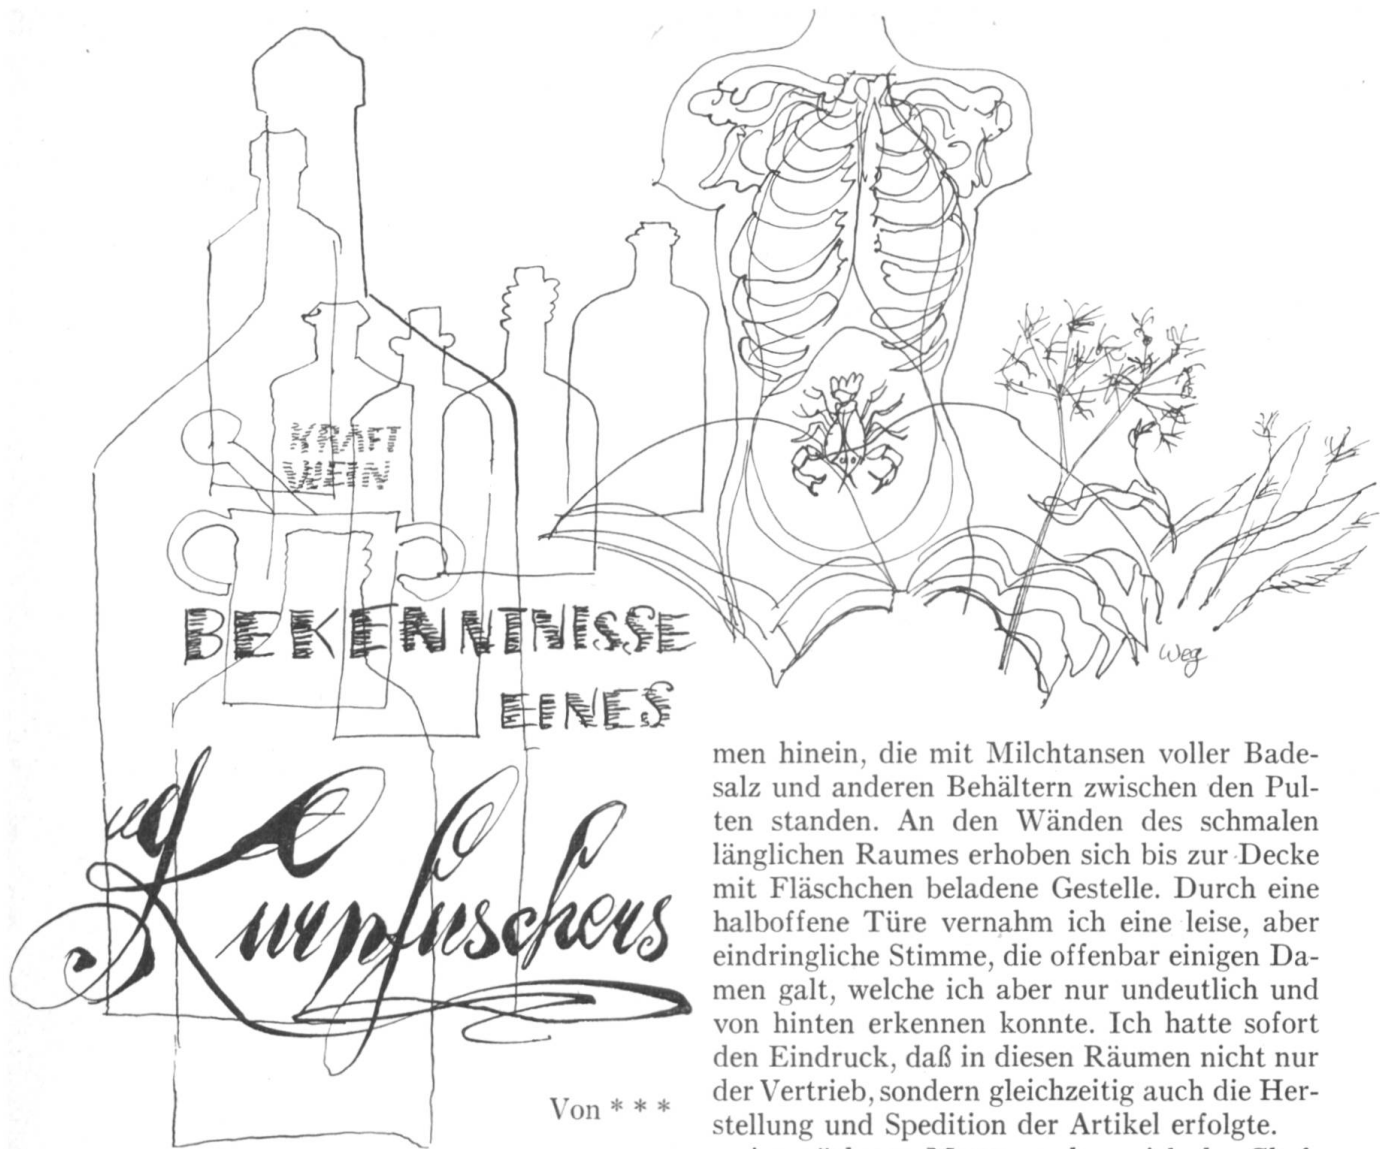 BEKENNTNISSE
EINES
Kurpfuschers
Von * * *
Weg
men hinein, die mit Milchtansen voller Bade-
salz und anderen Behältern zwischen den Pul-
ten standen. An den Wänden des schmalen
länglichen Raumes erhoben sich bis zur Decke
mit Fläschchen beladene Gestelle. Durch eine
halboffene Türe vernahm ich eine leise, aber
eindringliche Stimme, die offenbar einigen Da-
men galt, welche ich aber nur undeutlich und
von hinten erkennen konnte. Ich hatte sofort
den Eindruck, daß in diesen Räumen nicht nur
der Vertrieb, sondern gleichzeitig auch die Her-
stellung und Spedition der Artikel erfolgte.